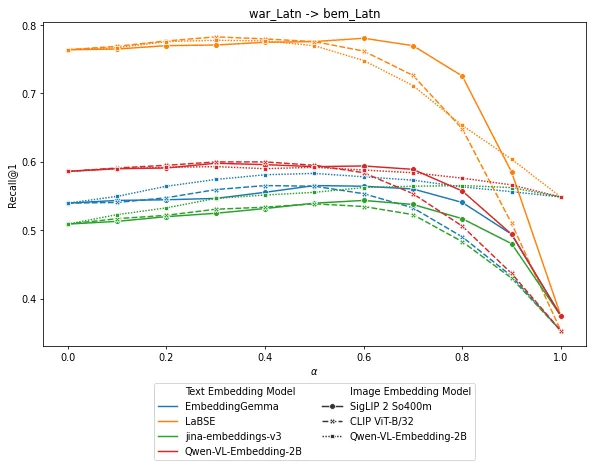 war_Latn -> bem_Latn
0.8
0.7
0.6
0.5
0.4
Recall@1
0.0 0.2 0.4 0.6 0.8 1.0
α
Text Embedding Model Image Embedding Model
EmbeddingGemma SigLIP 2 So400m
LaBSE CLIP ViT-B/32
jina-embeddings-v3 Qwen-VL-Embedding-2B
Qwen-VL-Embedding-2B